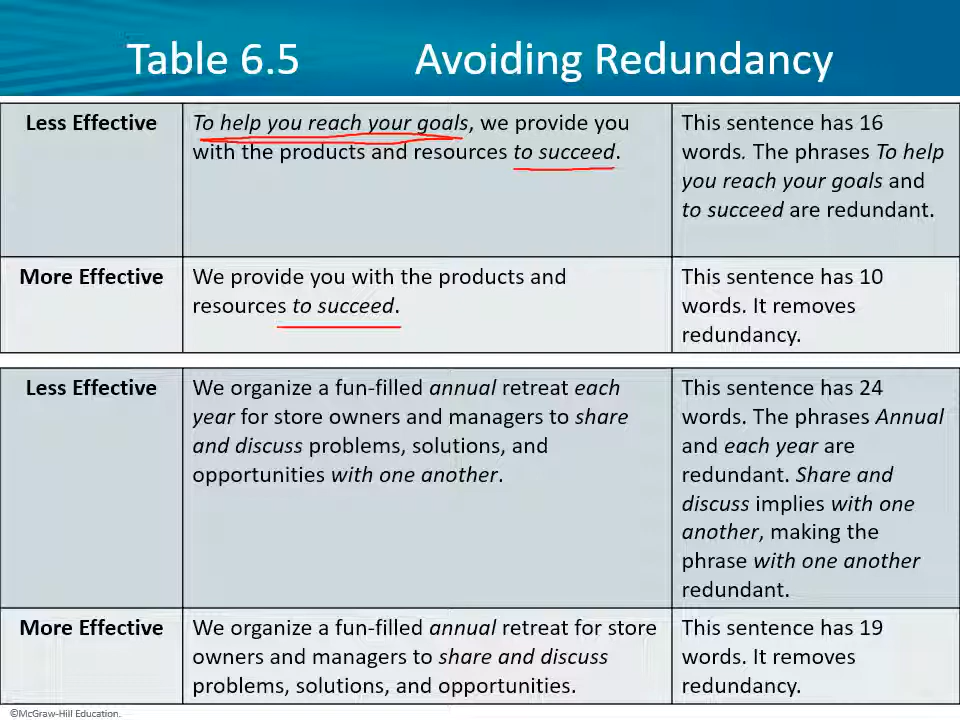 Table 6.5 Avoiding Redundancy
Less Effective
To help you reach your goals, we provide you
with the products and resources to succeed.
This sentence has 16
words. The phrases To help
you reach your goals and
to succeed are redundant.
More Effective
We provide you with the products and
resources to succeed.
This sentence has 10
words. It removes
redundancy.
Less Effective
We organize a fun-filled annual retreat each
year for store owners and managers to share
and discuss problems, solutions, and
opportunities with one another.
This sentence has 24
words. The phrases Annual
and each year are
redundant. Share and
discuss implies with one
another, making the
phrase with one another
redundant.
More Effective
We organize a fun-filled annual retreat for store
owners and managers to share and discuss
problems, solutions, and opportunities.
This sentence has 19
words. It removes
redundancy.
©McGraw-Hill Education.